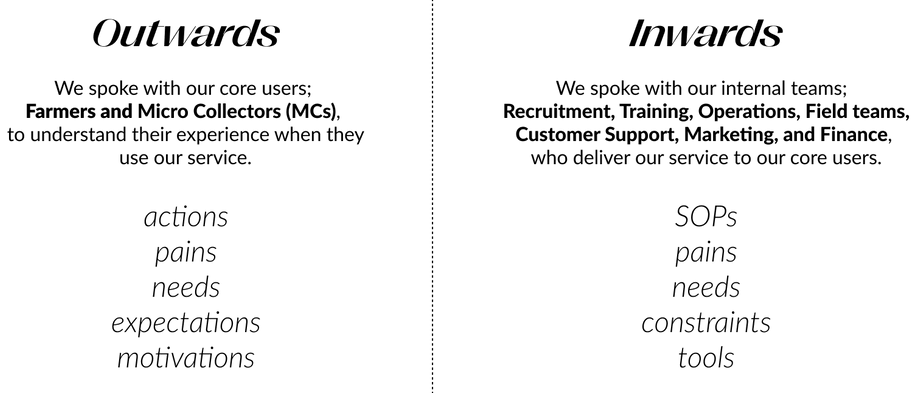 Outwards
We spoke with our core users;
Farmers and Micro Collectors (MCs),
to understand their experience when they
use our service.
actions
pains
needs
expectations
motivations
Inwards
We spoke with our internal teams;
Recruitment, Training, Operations, Field teams,
Customer Support, Marketing, and Finance,
who deliver our service to our core users.
SOPs
pains
needs
constraints
tools